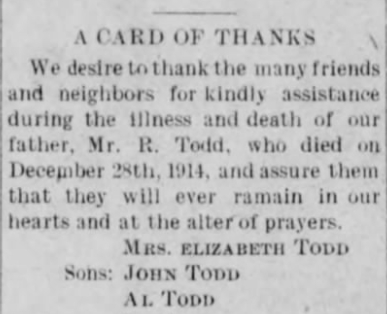 A CARD OF THANKS
We desire to thank the many friends
and neighbors for kindly assistance
during the illness and death of our
father, Mr. R. Todd, who died on
December 28th, 1914, and assure them
that they will ever ramain in our
hearts and at the alter of prayers.
MRS. ELIZABETH TODD
Sons: JOHN TODD
AL TODD